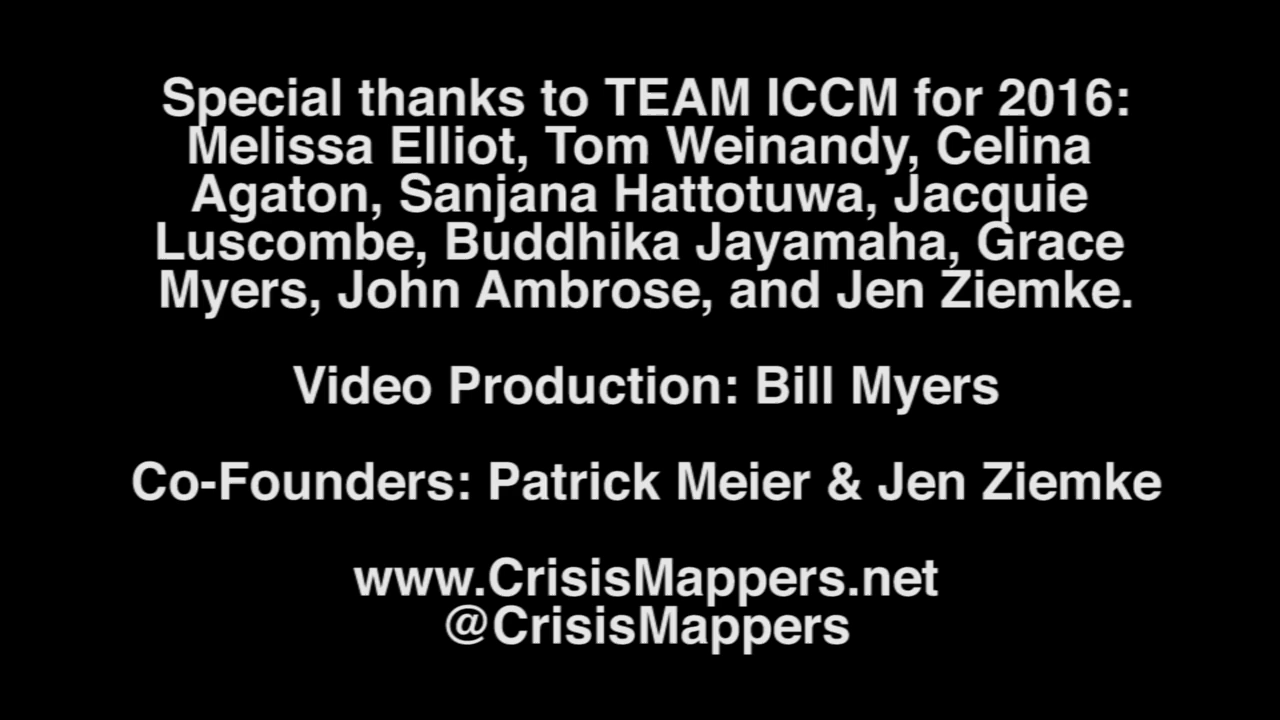 Special thanks to TEAM ICCM for 2016:
Melissa Elliot, Tom Weinandy, Celina
Agaton, Sanjana Hattotuwa, Jacquie
Luscombe, Buddhika Jayamaha, Grace
Myers, John Ambrose, and Jen Ziemke.
Video Production: Bill Myers
Co-Founders: Patrick Meier & Jen Ziemke
www.CrisisMappers.net
@CrisisMappers